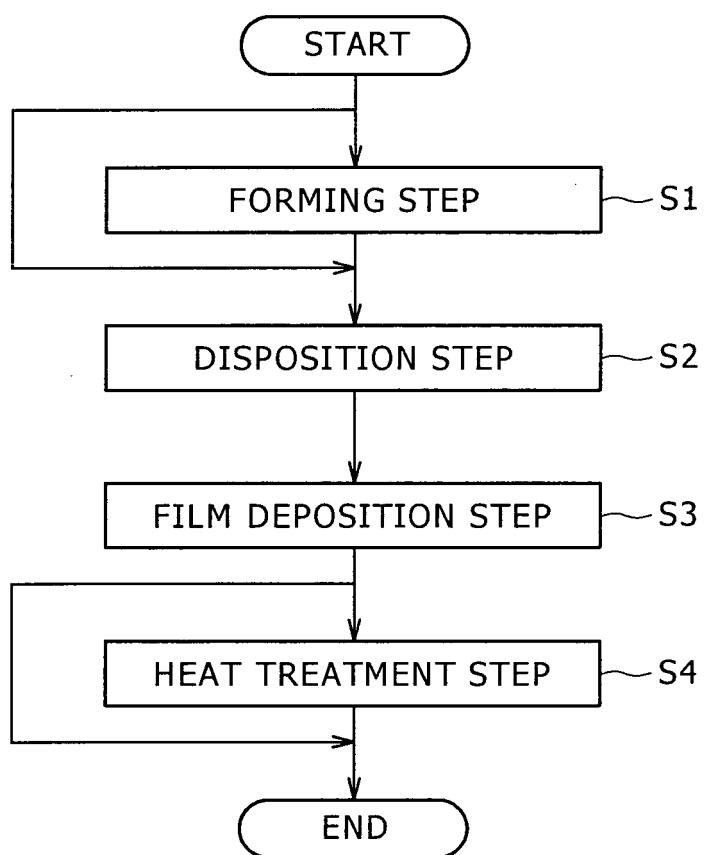 START
FORMING STEP S1
DISPOSITION STEP S2
FILM DEPOSITION STEP S3
HEAT TREATMENT STEP S4
END